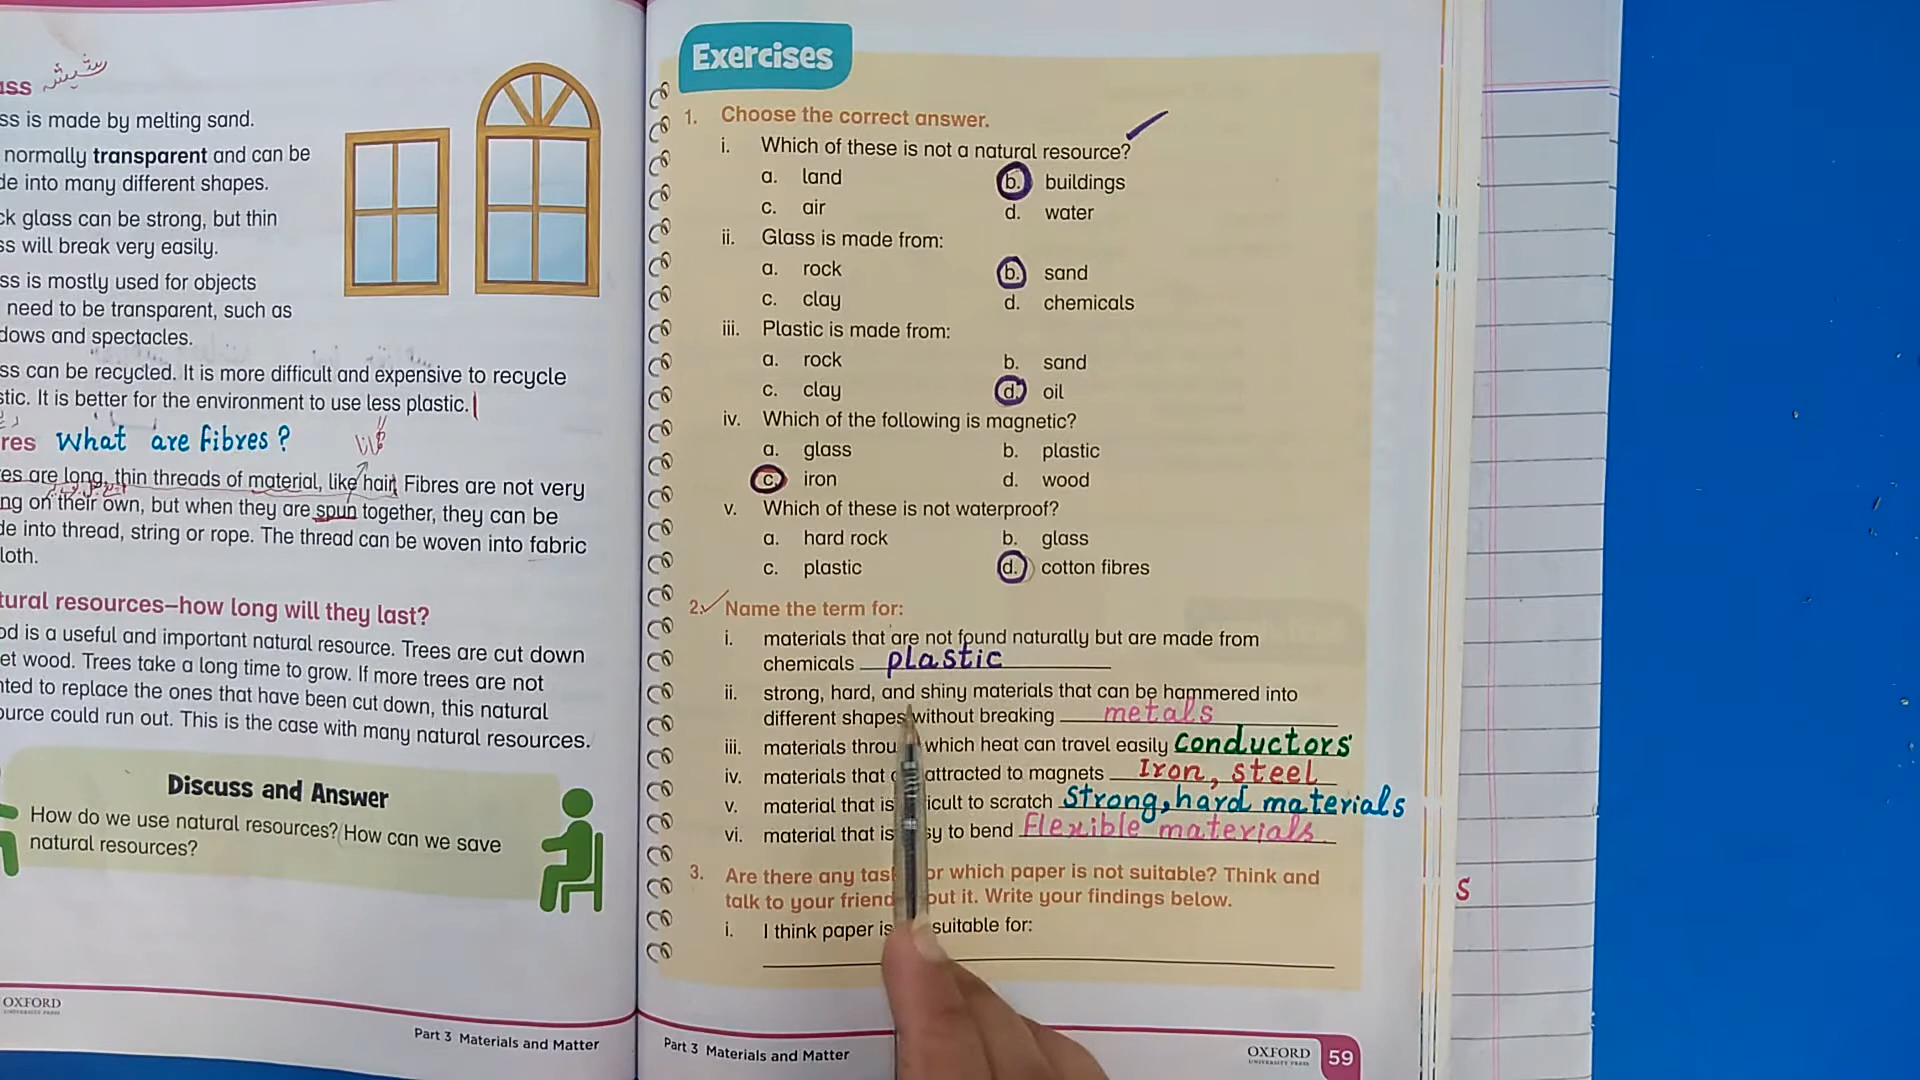 ss شیشہ
ss is made by melting sand.
normally transparent and can be
de into many different shapes.
ck glass can be strong, but thin
ss will break very easily.
ss is mostly used for objects
need to be transparent, such as
dows and spectacles.
ss can be recycled. It is more difficult and expensive to recycle
stic. It is better for the environment to use less plastic.
res What are fibres?
es are long, thin threads of material, like hair. Fibres are not very
ng on their own, but when they are spun together, they can be
de into thread, string or rope. The thread can be woven into fabric
loth.
tural resources–how long will they last?
od is a useful and important natural resource. Trees are cut down
et wood. Trees take a long time to grow. If more trees are not
nted to replace the ones that have been cut down, this natural
ource could run out. This is the case with many natural resources.
Discuss and Answer
How do we use natural resources? How can we save
natural resources?
OXFORD
UNIVERSITY PRESS
Part 3 Materials and Matter
Exercises
1. Choose the correct answer.
i. Which of these is not a natural resource?
a. land b. buildings
c. air d. water
ii. Glass is made from:
a. rock b. sand
c. clay d. chemicals
iii. Plastic is made from:
a. rock b. sand
c. clay d. oil
iv. Which of the following is magnetic?
a. glass b. plastic
c. iron d. wood
v. Which of these is not waterproof?
a. hard rock b. glass
c. plastic d. cotton fibres
2. Name the term for:
i. materials that are not found naturally but are made from
chemicals plastic
ii. strong, hard, and shiny materials that can be hammered into
different shapes without breaking metals
iii. materials throu which heat can travel easily conductors
iv. materials that attracted to magnets Iron, steel
v. material that is icult to scratch Strong, hard materials
vi. material that is sy to bend Flexible materials
3. Are there any tas or which paper is not suitable? Think and
talk to your friend out it. Write your findings below.
i. I think paper is suitable for:
S
Part 3 Materials and Matter
OXFORD
UNIVERSITY PRESS
59